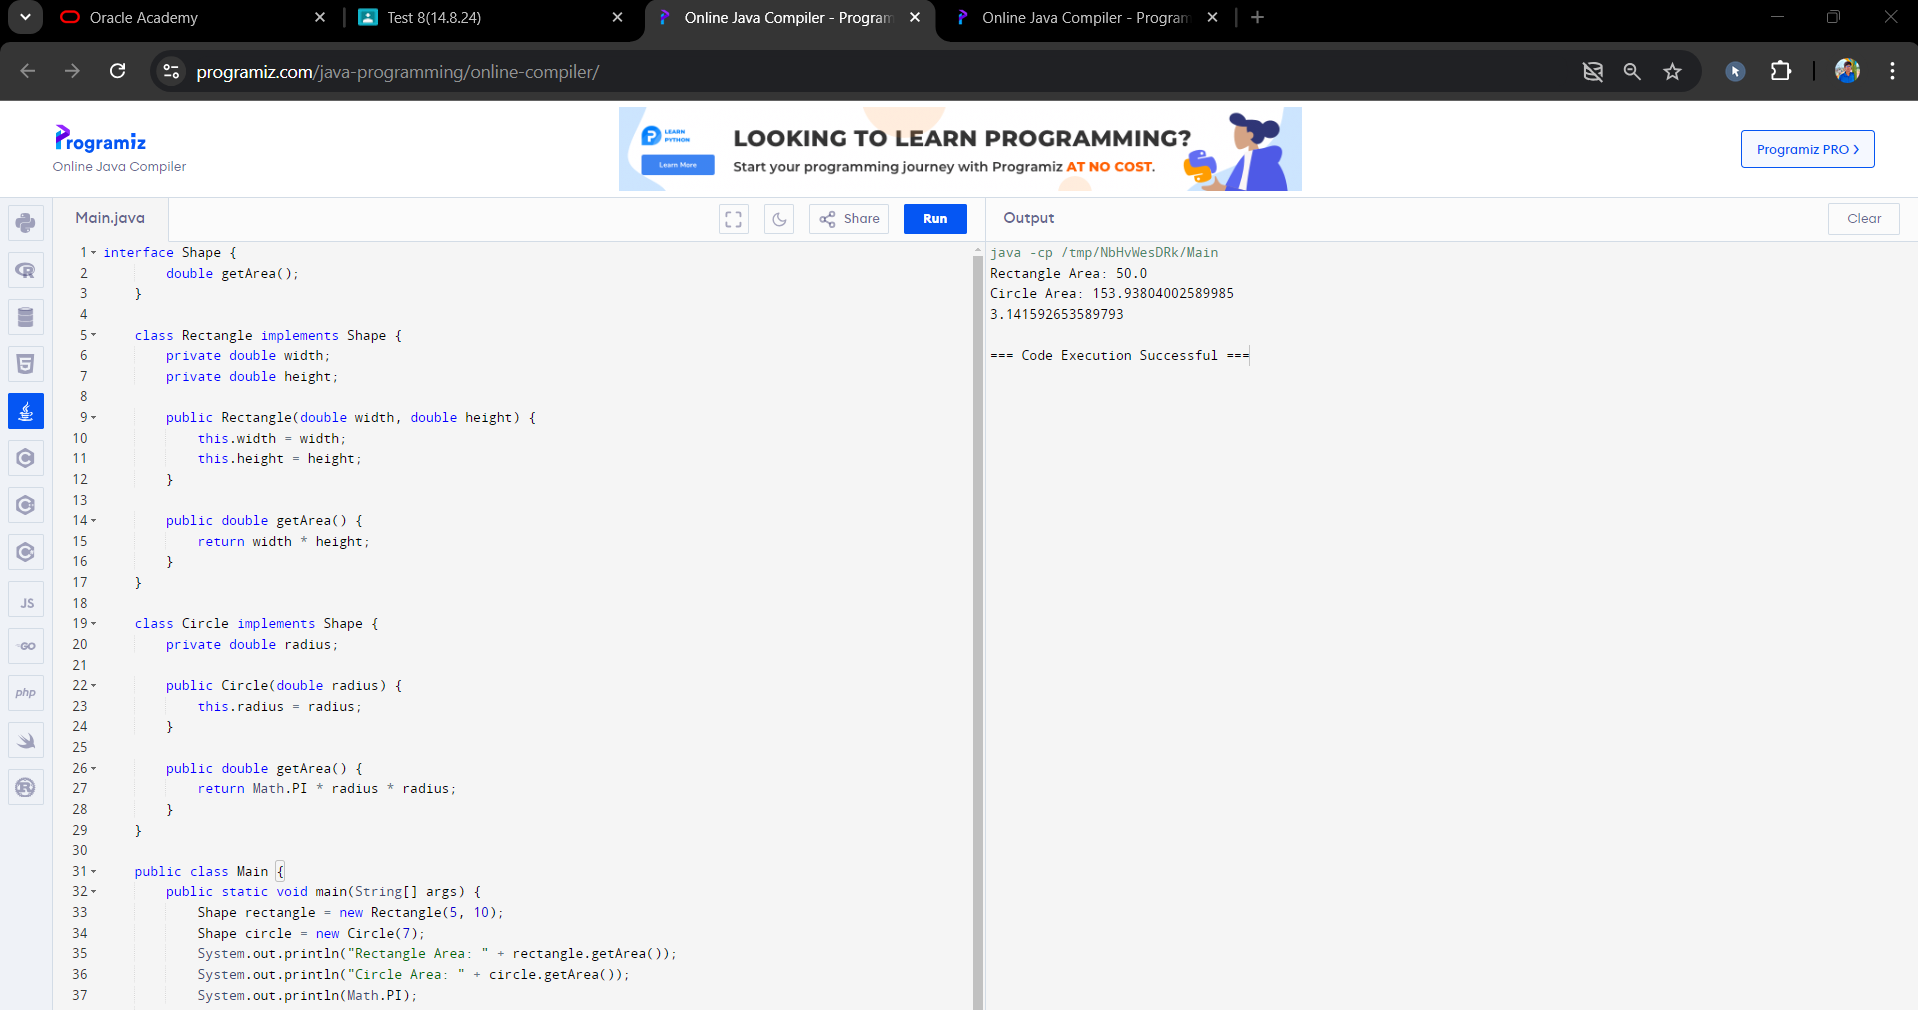 Oracle Academy
Test 8(14.8.24)
Online Java Compiler - Program
Online Java Compiler - Program
programiz.com/java-programming/online-compiler/
Programiz
Online Java Compiler
LEARN PYTHON
Learn More
LOOKING TO LEARN PROGRAMMING?
Start your programming journey with Programiz AT NO COST.
Programiz PRO >
Main.java
Share
Run
Output
Clear
JS
GO
php
1 interface Shape {
2 double getArea();
3 }
4
5 class Rectangle implements Shape {
6 private double width;
7 private double height;
8
9 public Rectangle(double width, double height) {
10 this.width = width;
11 this.height = height;
12 }
13
14 public double getArea() {
15 return width * height;
16 }
17 }
18
19 class Circle implements Shape {
20 private double radius;
21
22 public Circle(double radius) {
23 this.radius = radius;
24 }
25
26 public double getArea() {
27 return Math.PI * radius * radius;
28 }
29 }
30
31 public class Main {
32 public static void main(String[] args) {
33 Shape rectangle = new Rectangle(5, 10);
34 Shape circle = new Circle(7);
35 System.out.println("Rectangle Area: " + rectangle.getArea());
36 System.out.println("Circle Area: " + circle.getArea());
37 System.out.println(Math.PI);
java -cp /tmp/NbHvWesDRk/Main
Rectangle Area: 50.0
Circle Area: 153.93804002589985
3.141592653589793
=== Code Execution Successful ===